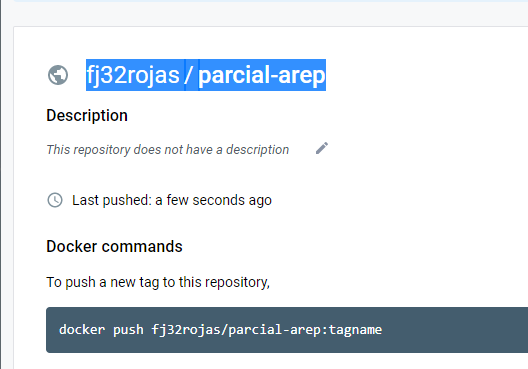 fj32rojas / parcial-arep
Description
This repository does not have a description
Last pushed: a few seconds ago
Docker commands
To push a new tag to this repository,
docker push fj32rojas/parcial-arep:tagname